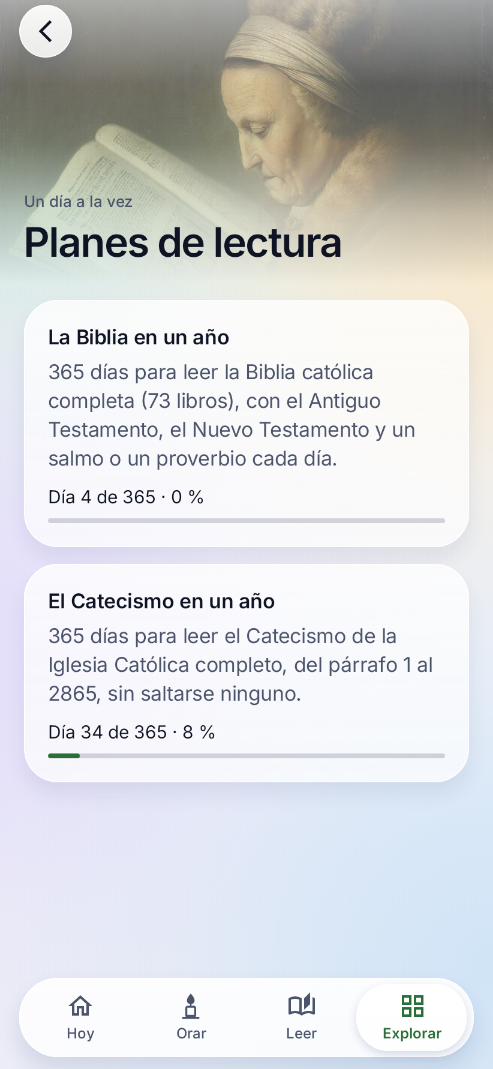 Un día a la vez
Planes de lectura
La Biblia en un año
365 días para leer la Biblia católica
completa (73 libros), con el Antiguo
Testamento, el Nuevo Testamento y un
salmo o un proverbio cada día.
Día 4 de 365 · 0 %
El Catecismo en un año
365 días para leer el Catecismo de la
Iglesia Católica completo, del párrafo 1 al
2865, sin saltarse ninguno.
Día 34 de 365 · 8 %
Hoy
Orar
Leer
Explorar